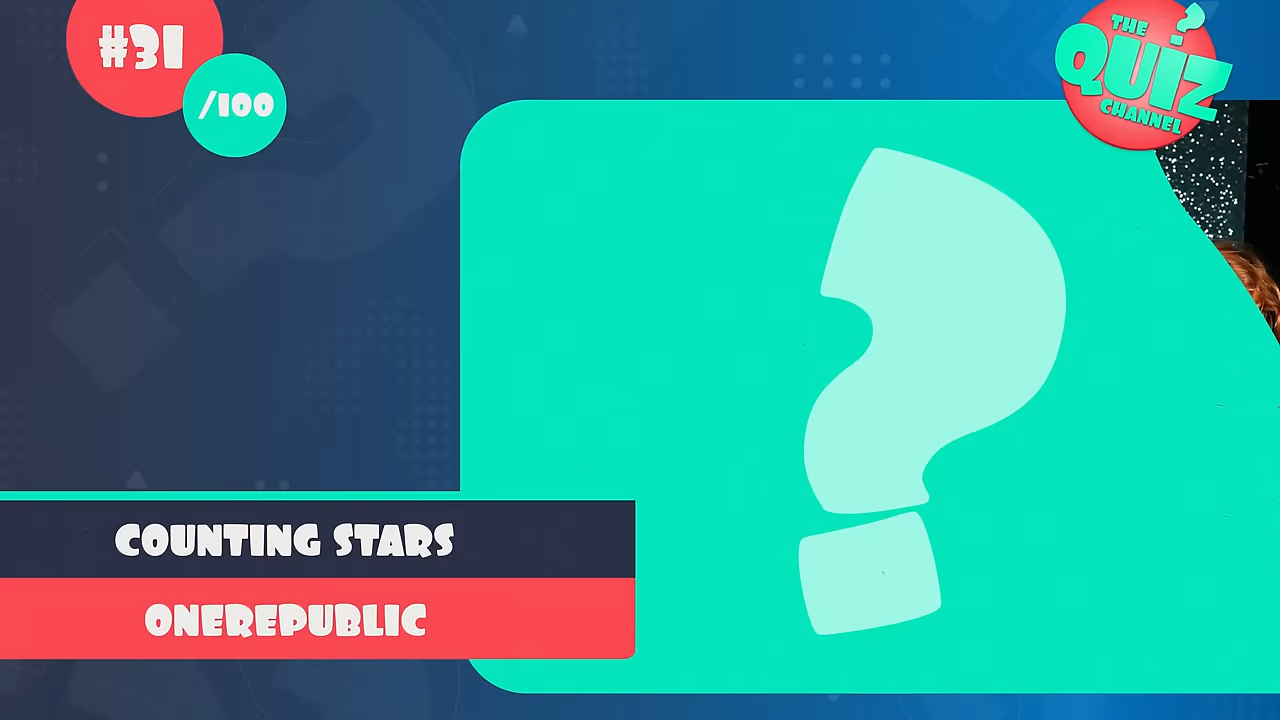 #31
/100
THE
QUIZ
CHANNEL
COUNTING STARS
ONEREPUBLIC